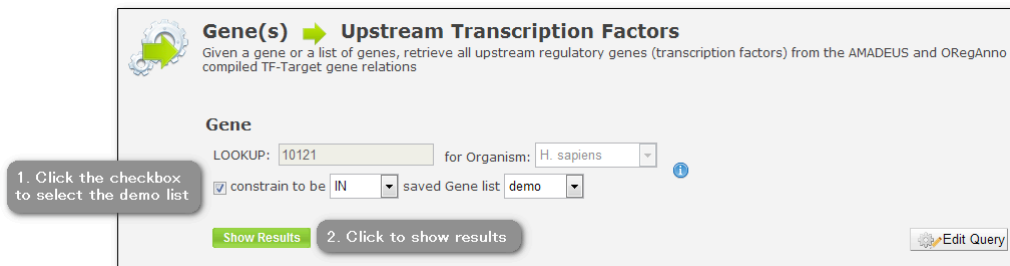 Gene(s) Upstream Transcription Factors
Given a gene or a list of genes, retrieve all upstream regulatory genes (transcription factors) from the AMADEUS and ORegAnno
compiled TF-Target gene relations
Gene
LOOKUP: 10121 for Organism: H. sapiens
1. Click the checkbox
to select the demo list
constrain to be IN saved Gene list demo
Show Results
2. Click to show results
Edit Query